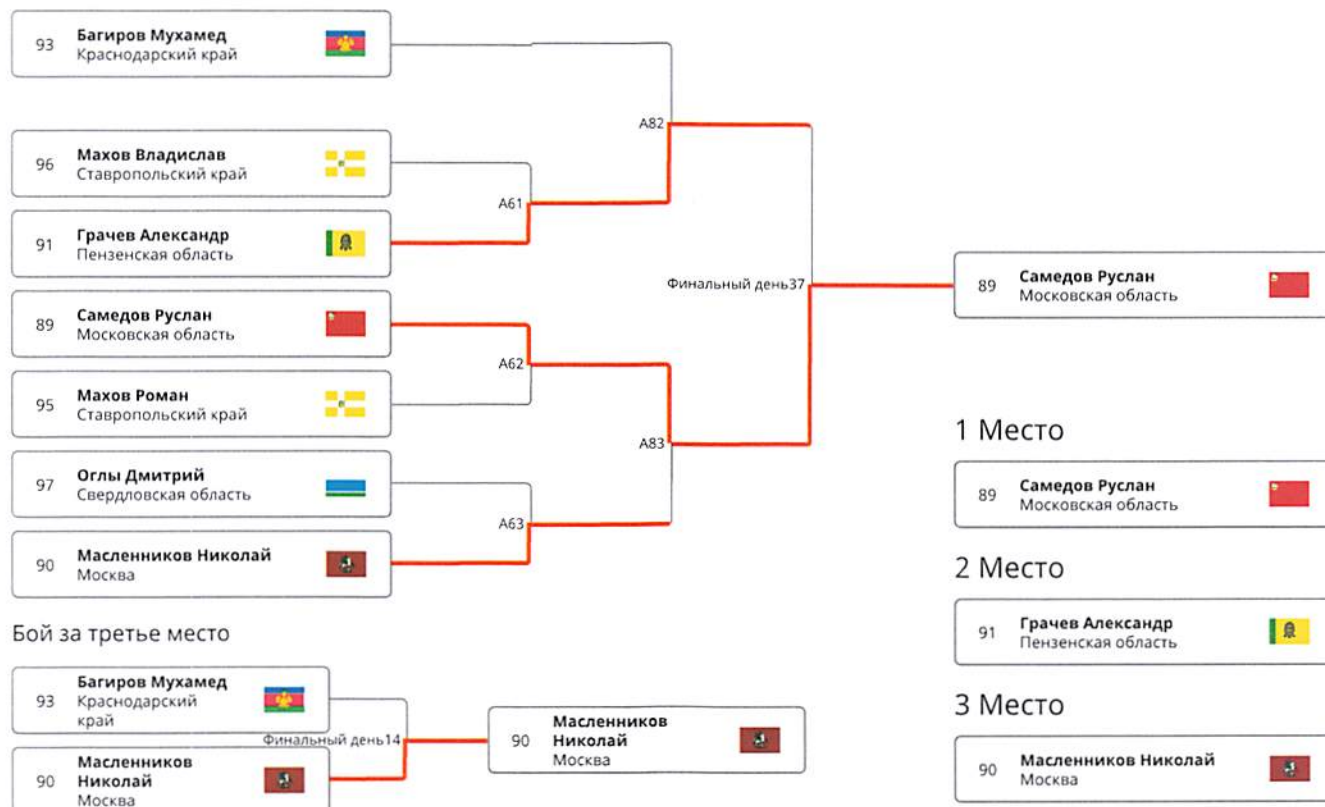 93
Багиров Мухамед
Краснодарский край
A82
96
Махов Владислав
Ставропольский край
A61
91
Грачев Александр
Пензенская область
Финальный день37
89
Самедов Руслан
Московская область
89
Самедов Руслан
Московская область
A62
95
Махов Роман
Ставропольский край
A83
97
Оглы Дмитрий
Свердловская область
A63
90
Масленников Николай
Москва
1 Место
89
Самедов Руслан
Московская область
2 Место
91
Грачев Александр
Пензенская область
3 Место
90
Масленников Николай
Москва
Бой за третье место
93
Багиров Мухамед
Краснодарский
край
Финальный день14
90
Масленников
Николай
Москва
90
Масленников
Николай
Москва